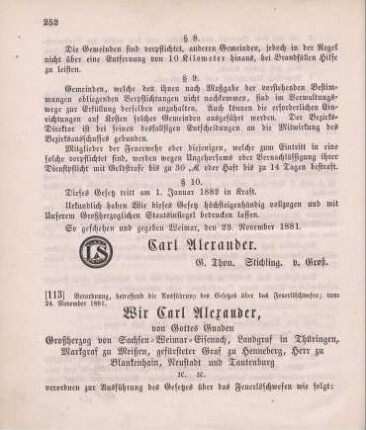 252
§ 8.
Die Gemeinden sind verpflichtet, anderen Gemeinden, jedoch in der Regel
nicht über eine Entfernung von 10 Kilometer hinaus, bei Brandfällen Hilfe
zu leisten.
§ 9.
Gemeinden, welche den ihnen nach Maßgabe der vorstehenden Bestim-
mungen obliegenden Verpflichtungen nicht nachkommen, sind im Verwaltungs-
wege zur Erfüllung derselben anzuhalten. Auch können die erforderlichen Ein-
richtungen auf Kosten solcher Gemeinden ausgeführt werden. Der Bezirks-
Direktor ist bei seinen desfallsigen Entscheidungen an die Mitwirkung des
Bezirksausschusses gebunden.
Mitglieder der Feuerwehr oder diejenigen, welche zum Eintritt in eine
solche verpflichtet sind, werden wegen Ungehorsams oder Vernachlässigung ihrer
Dienstpflicht mit Geldstrafe bis zu 30 ℳ oder Haft bis zu 14 Tagen bestraft.
§ 10.
Dieses Gesetz tritt am 1. Januar 1882 in Kraft.
Urkundlich haben Wir dieses Gesetz höchsteigenhändig vollzogen und mit
Unserem Großherzoglichen Staatsinsiegel bedrucken lassen.
So geschehen und gegeben Weimar, den 23. November 1881.
LS Carl Alexander.
G. Thon. Stichling. v. Groß.
[113] Verordnung, betreffend die Ausführung des Gesetzes über das Feuerlöschwesen; vom
24. November 1881.
Wir Carl Alexander,
von Gottes Gnaden
Großherzog von Sachsen-Weimar-Eisenach, Landgraf in Thüringen,
Markgraf zu Meißen, gefürsteter Graf zu Henneberg, Herr zu
Blankenhain, Neustadt und Tautenburg
ꝛc. ꝛc.
verordnen zur Ausführung des Gesetzes über das Feuerlöschwesen wie folgt: